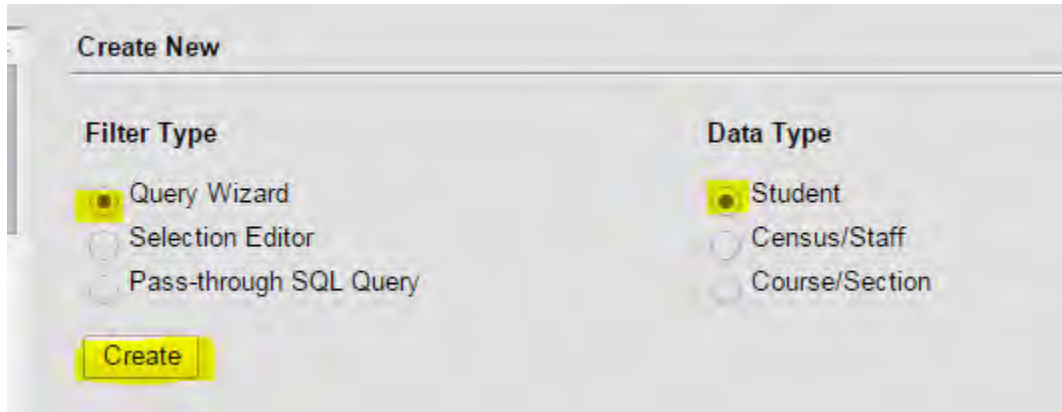 Create New
Filter Type
Query Wizard
Selection Editor
Pass-through SQL Query
Data Type
Student
Census/Staff
Course/Section
Create